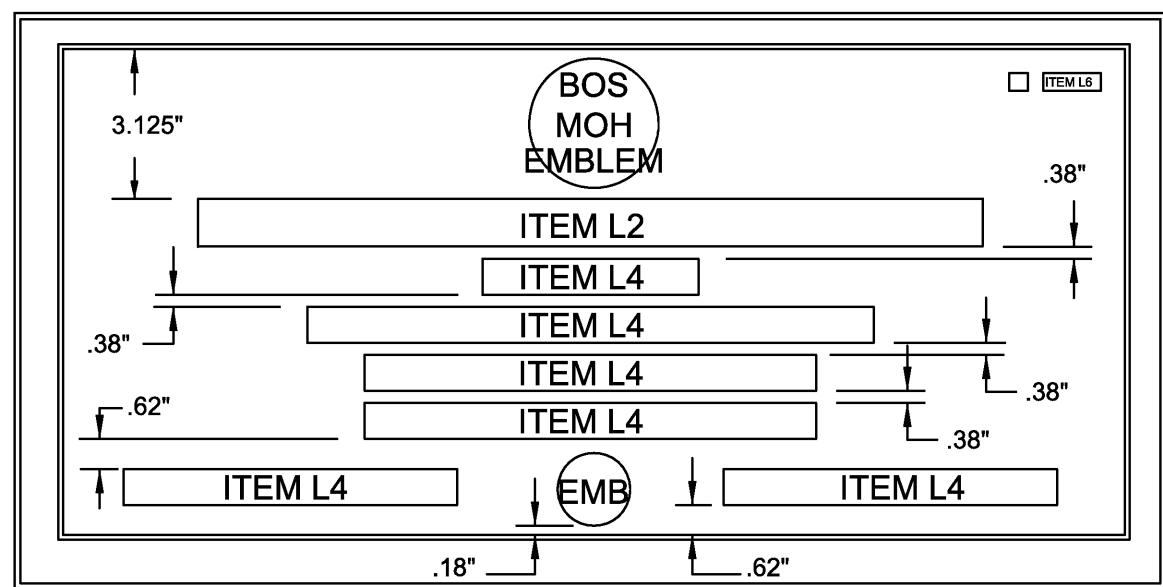 BOS
MOH
EMBLEM
ITEM L6
3.125"
.38"
ITEM L2
ITEM L4
ITEM L4
.38"
ITEM L4
.38"
.62"
ITEM L4
.38"
ITEM L4
EMB
ITEM L4
.18"
.62"